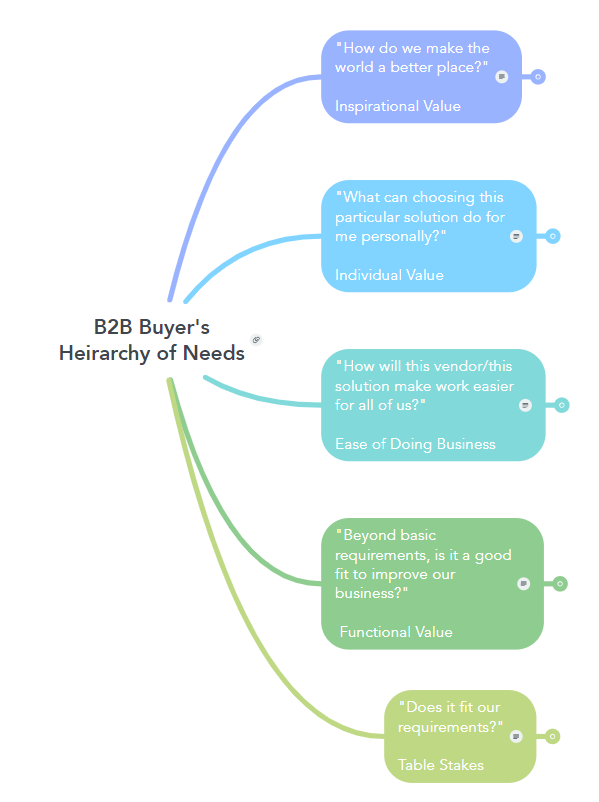 "How do we make the
world a better place?"
Inspirational Value
"What can choosing this
particular solution do for
me personally?"
Individual Value
B2B Buyer's
Heirarchy of Needs
"How will this vendor/this
solution make work easier
for all of us?"
Ease of Doing Business
"Beyond basic
requirements, is it a good
fit to improve our
business?"
Functional Value
"Does it fit our
requirements?"
Table Stakes